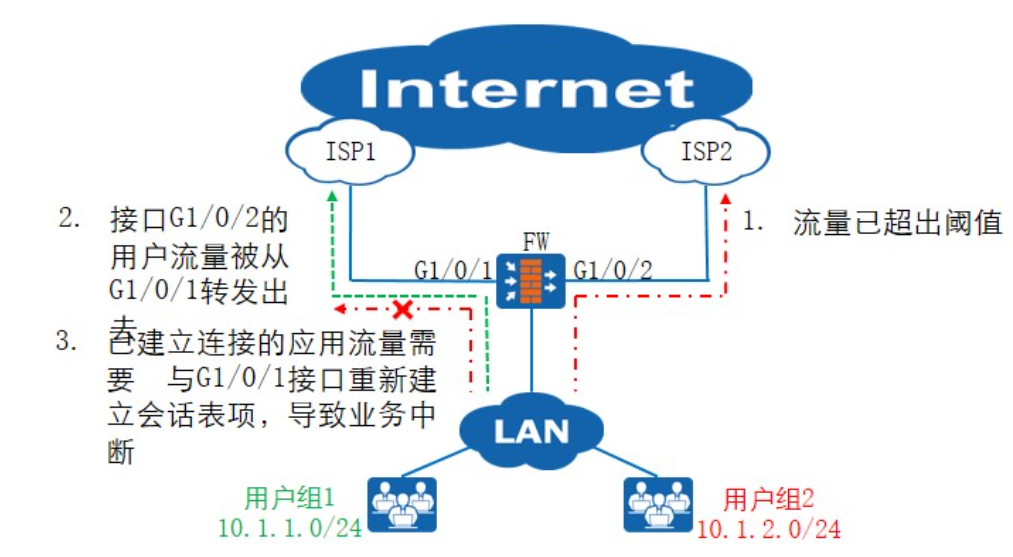 Internet
ISP1
ISP2
2. 接口G1/0/2的
用户流量被从
G1/0/1转发出
去
1. 流量已超出阈值
FW
G1/0/1
G1/0/2
3. 已建立连接的应用流量需
要 与G1/0/1接口重新建
立会话表项，导致业务中
断
LAN
用户组1
10.1.1.0/24
用户组2
10.1.2.0/24